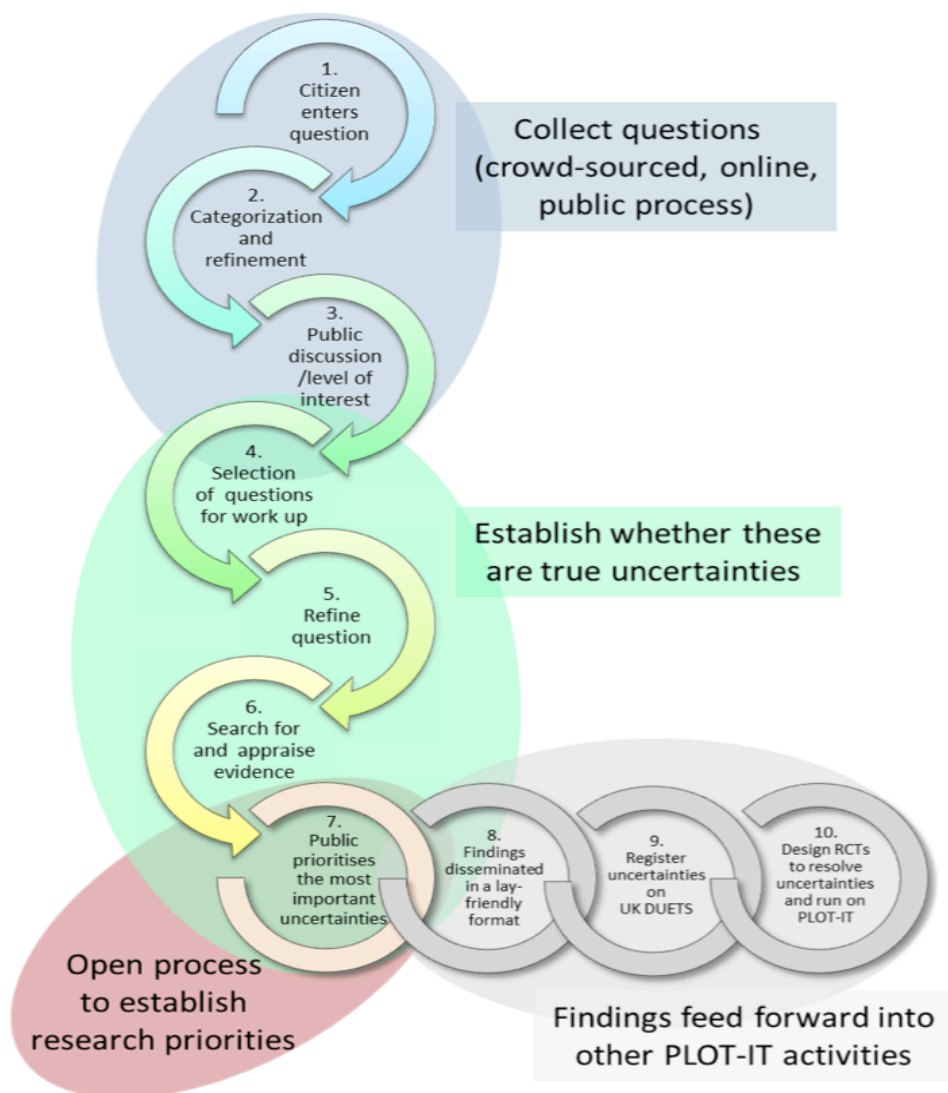 1.
Citizen
enters
question
Collect questions
(crowd-sourced, online,
public process)
2.
Categorization
and
refinement
3.
Public
discussion
/level of
interest
4.
Selection
of questions
for work up
Establish whether these
are true uncertainties
5.
Refine
question
6.
Search for
and appraise
evidence
7.
Public
prioritises
the most
important
uncertainties
8.
Findings
disseminated
in a lay-
friendly
format
9.
Register
uncertainties
on
UK DUETS
10.
Design RCTs
to resolve
uncertainties
and run on
PLOT-IT
Open process
to establish
research priorities
Findings feed forward into
other PLOT-IT activities